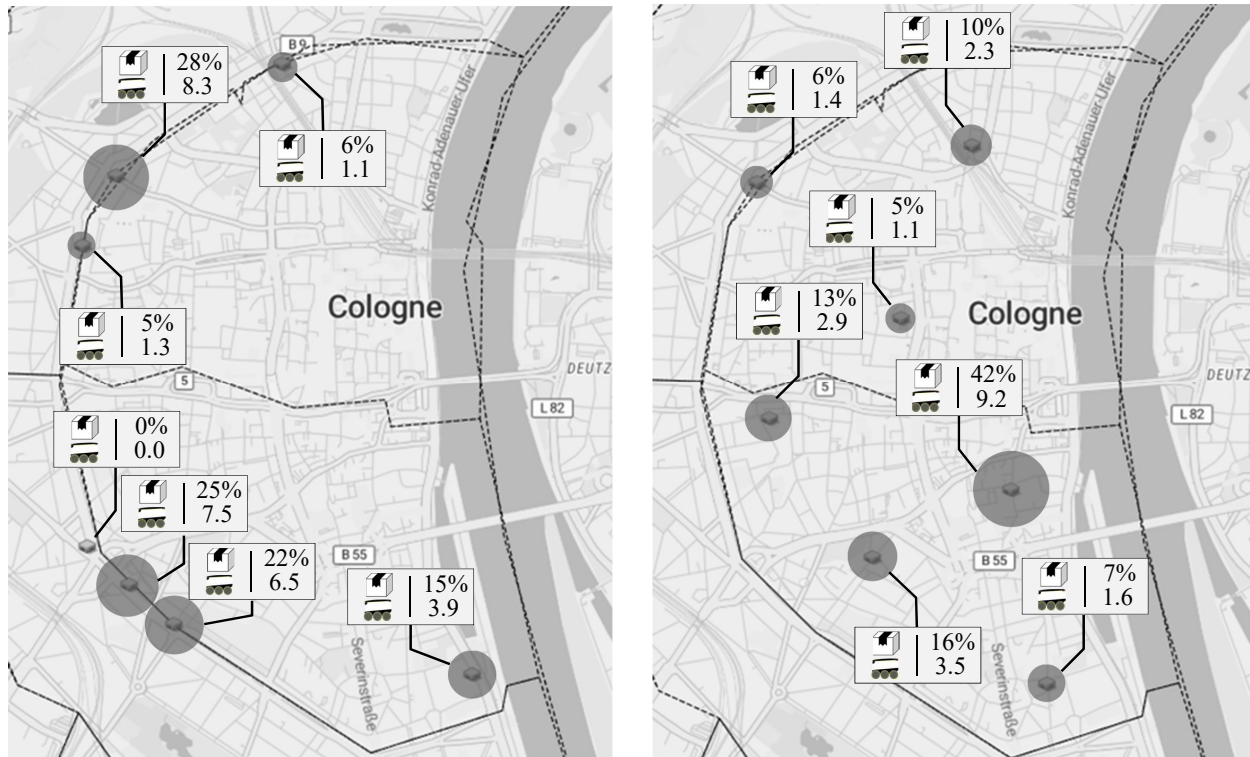 B 9
28%
8.3
6%
1.1
Konrad-Adenauer-Ufer
Cologne
5%
1.3
5
DEUTZ
L 82
0%
0.0
25%
7.5
22%
6.5
B 55
15%
3.9
Severinstraße
10%
2.3
6%
1.4
Konrad-Adenauer-Ufer
5%
1.1
13%
2.9
Cologne
42%
9.2
5
DEUTZ
L 82
B 55
7%
1.6
16%
3.5
Severinstraße